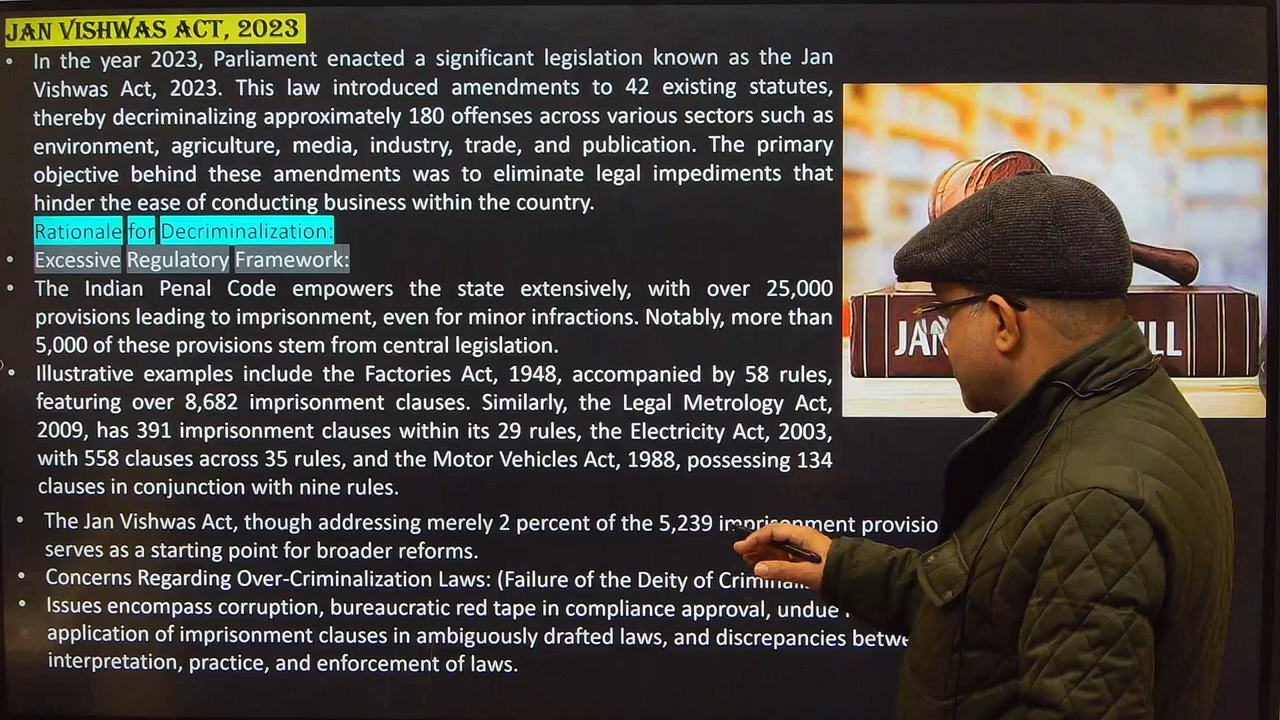 JAN VISHWAS ACT, 2023
• In the year 2023, Parliament enacted a significant legislation known as the Jan
Vishwas Act, 2023. This law introduced amendments to 42 existing statutes,
thereby decriminalizing approximately 180 offenses across various sectors such as
environment, agriculture, media, industry, trade, and publication. The primary
objective behind these amendments was to eliminate legal impediments that
hinder the ease of conducting business within the country.
Rationale for Decriminalization:
• Excessive Regulatory Framework:
• The Indian Penal Code empowers the state extensively, with over 25,000
provisions leading to imprisonment, even for minor infractions. Notably, more than
5,000 of these provisions stem from central legislation.
• Illustrative examples include the Factories Act, 1948, accompanied by 58 rules,
featuring over 8,682 imprisonment clauses. Similarly, the Legal Metrology Act,
2009, has 391 imprisonment clauses within its 29 rules, the Electricity Act, 2003,
with 558 clauses across 35 rules, and the Motor Vehicles Act, 1988, possessing 134
clauses in conjunction with nine rules.
• The Jan Vishwas Act, though addressing merely 2 percent of the 5,239 imprisonment
serves as a starting point for broader reforms.
• Concerns Regarding Over-Criminalization Laws: (Failure of the Deity of
• Issues encompass corruption, bureaucratic red tape in compliance approval, undue
application of imprisonment clauses in ambiguously drafted laws, and discrepancies
interpretation, practice, and enforcement of laws.
JAN